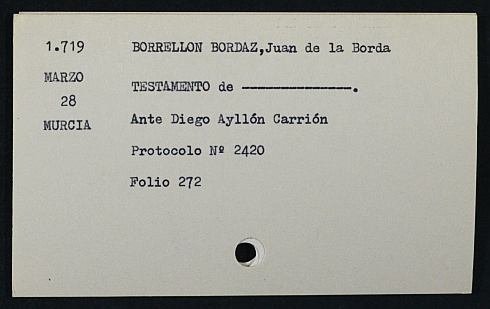 1.719 BORRELLON BORDAZ,Juan de la Borda
MARZO
28
MURCIA
TESTAMENTO de ---------------.
Ante Diego Ayllón Carrión
Protocolo Nº 2420
Folio 272